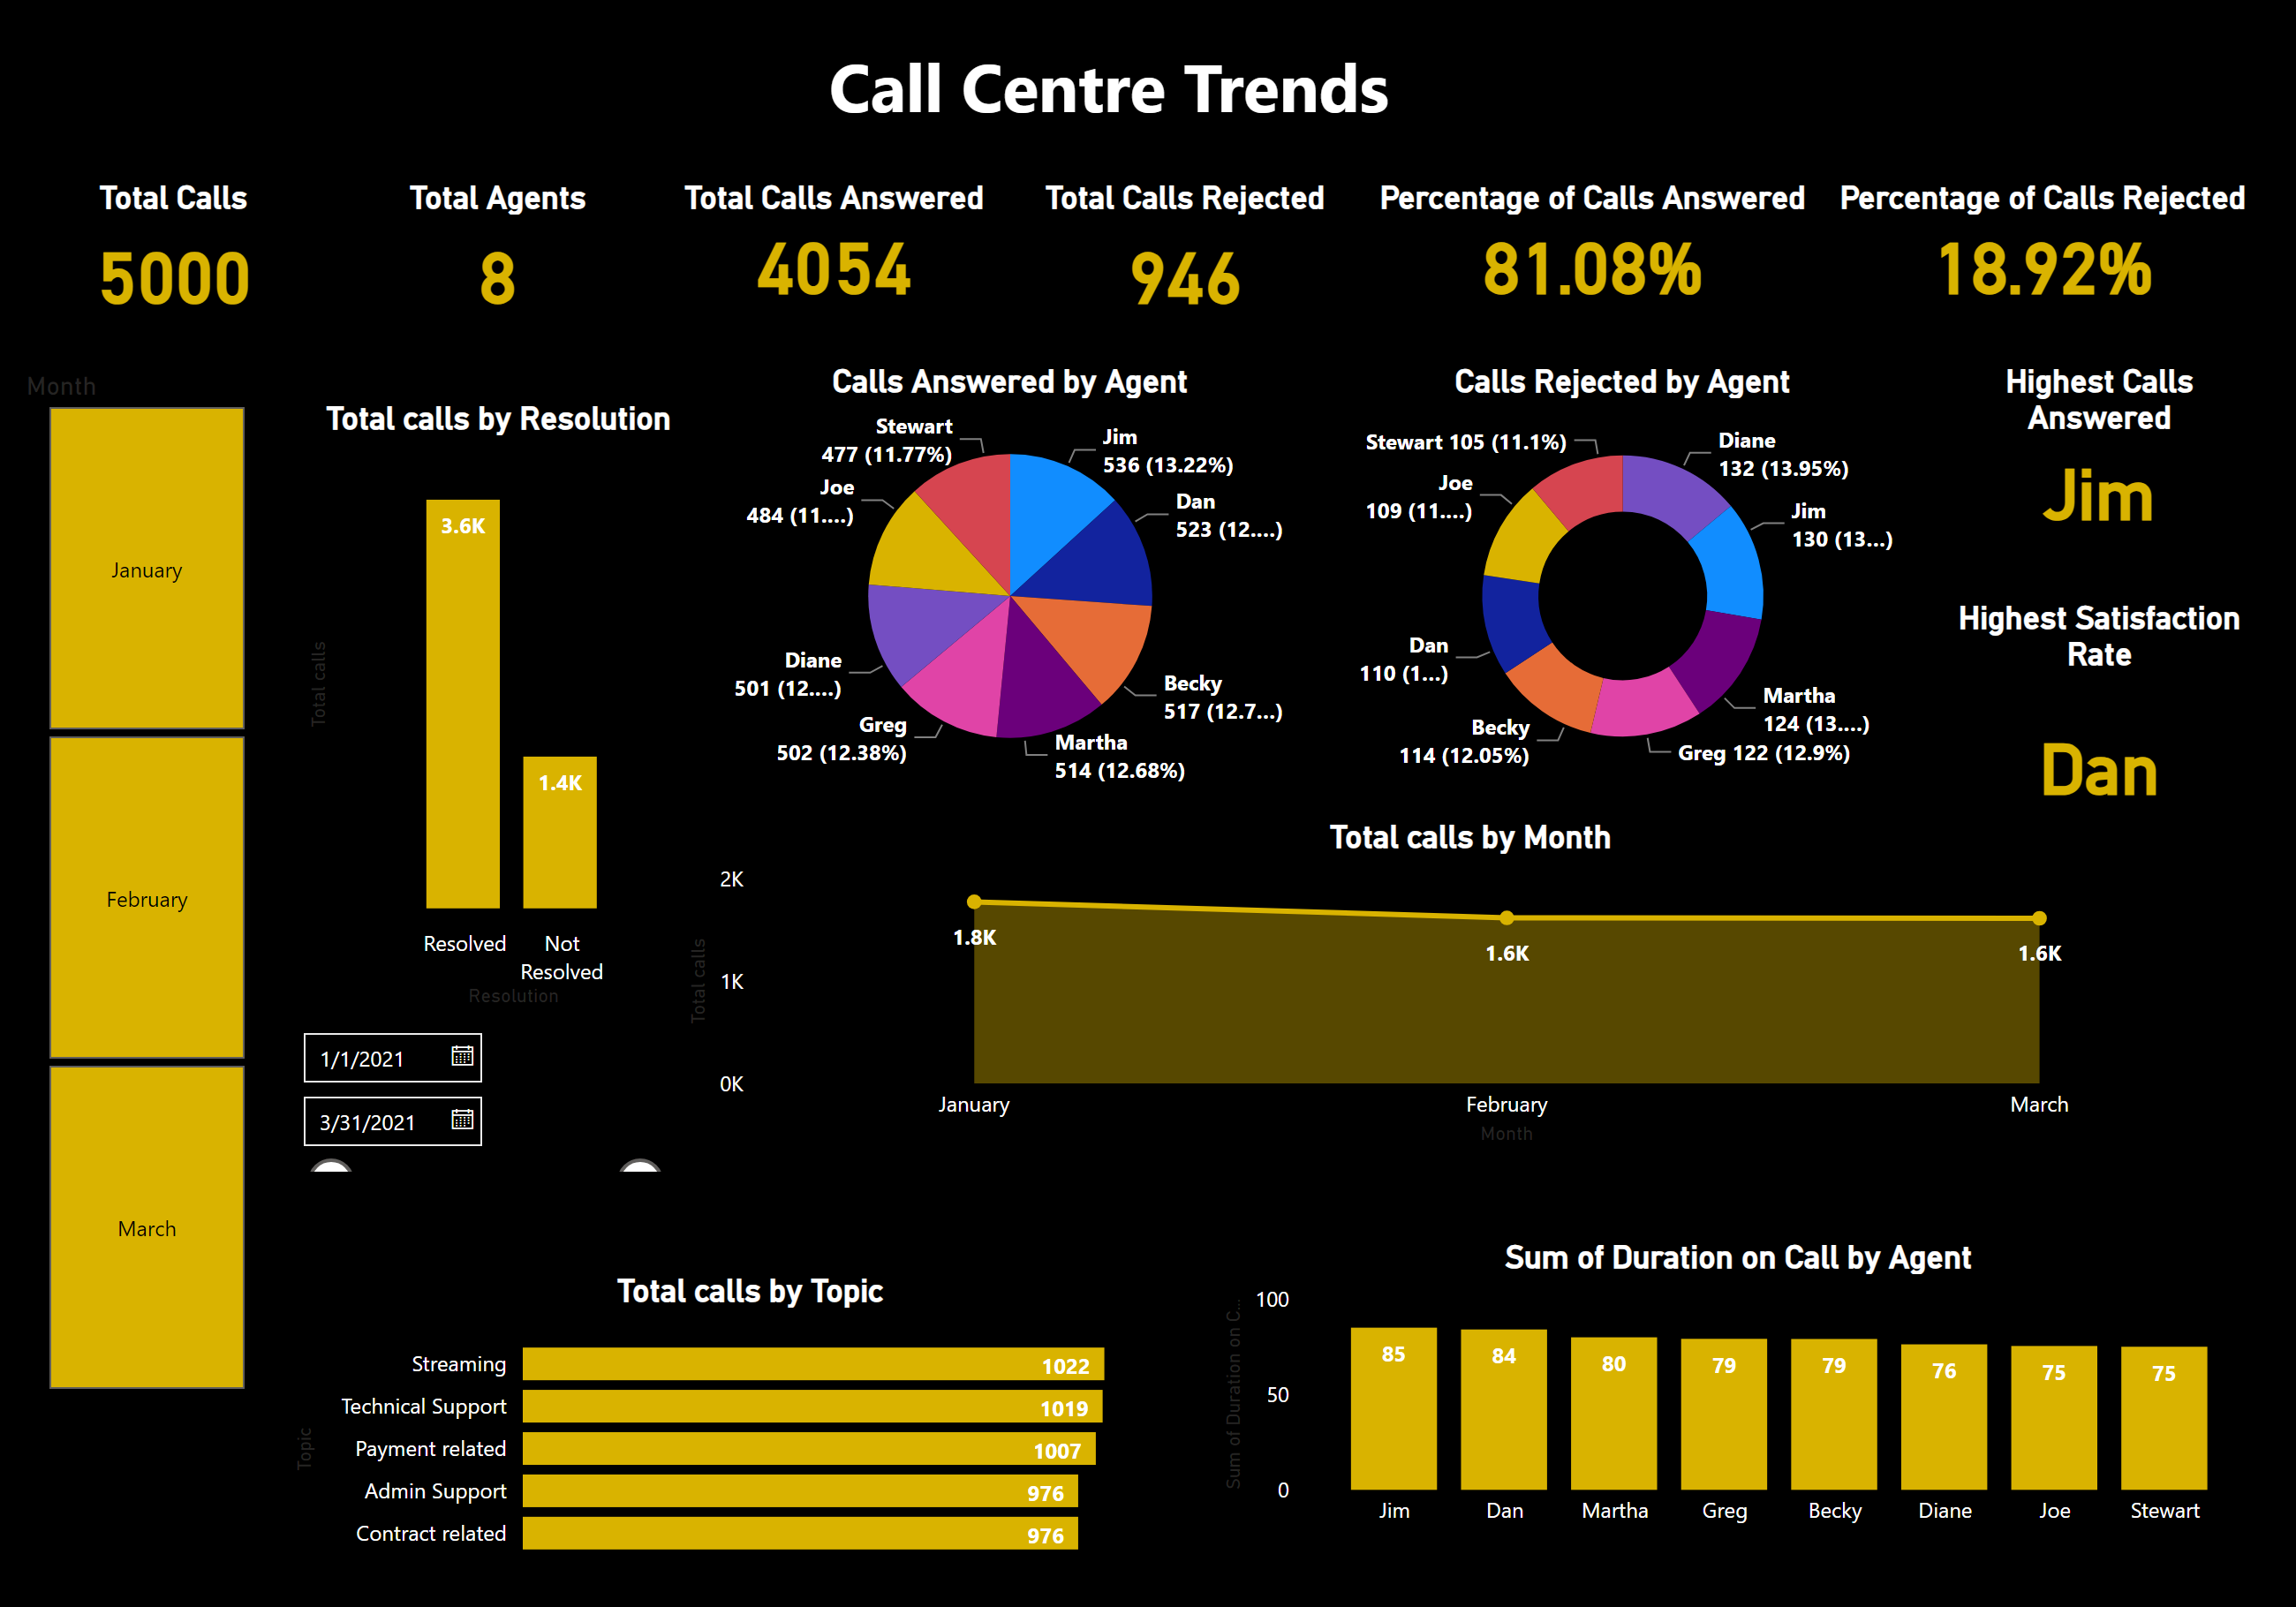 Call Centre Trends
Total Calls
5000
Total Agents
8
Total Calls Answered
4054
Total Calls Rejected
946
Percentage of Calls Answered
81.08%
Percentage of Calls Rejected
18.92%
Month
January
February
March
Total calls by Resolution
Total calls
3.6K
1.4K
Resolved
Not
Resolved
Resolution
1/1/2021
3/31/2021
Calls Answered by Agent
Stewart
477 (11.77%)
Jim
536 (13.22%)
Joe
484 (11....)
Dan
523 (12....)
Diane
501 (12....)
Becky
517 (12.7...)
Greg
502 (12.38%)
Martha
514 (12.68%)
Calls Rejected by Agent
Stewart 105 (11.1%)
Diane
132 (13.95%)
Joe
109 (11....)
Jim
130 (13...)
Dan
110 (1...)
Martha
124 (13....)
Becky
114 (12.05%)
Greg 122 (12.9%)
Highest Calls
Answered
Jim
Highest Satisfaction
Rate
Dan
Total calls by Month
Total calls
2K
1K
0K
1.8K
1.6K
1.6K
January
February
March
Month
Total calls by Topic
Topic
Streaming
1022
Technical Support
1019
Payment related
1007
Admin Support
976
Contract related
976
Sum of Duration on Call by Agent
Sum of Duration on C...
100
50
0
85
84
80
79
79
76
75
75
Jim
Dan
Martha
Greg
Becky
Diane
Joe
Stewart